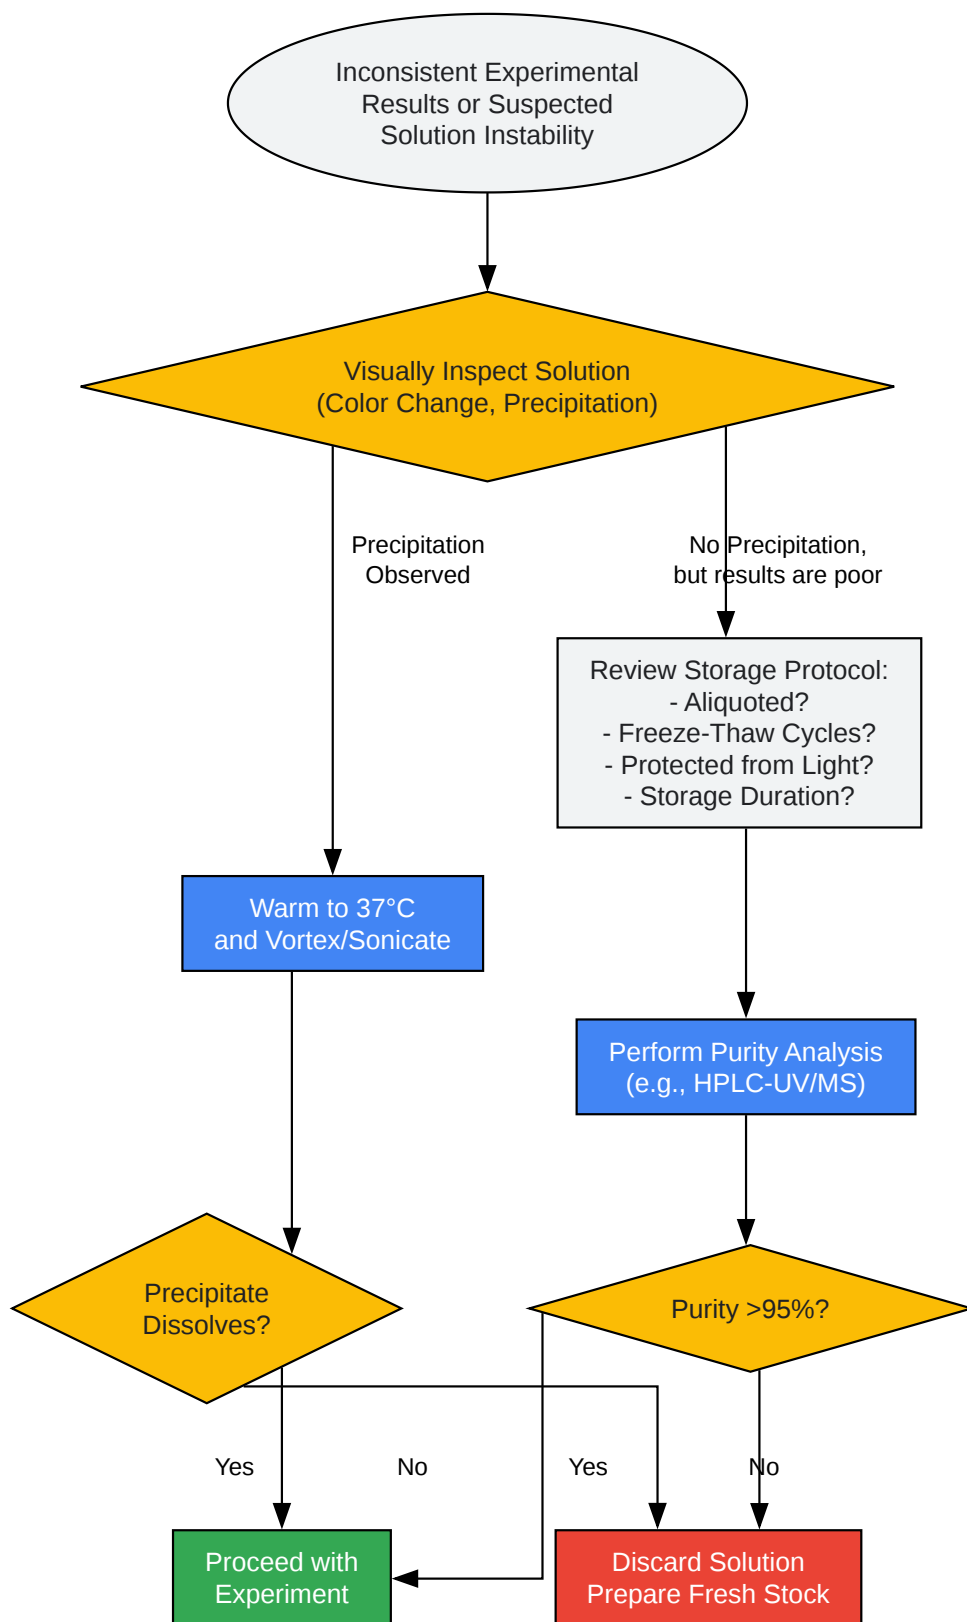 Inconsistent Experimental
Results or Suspected
Solution Instability
Visually Inspect Solution
(Color Change, Precipitation)
Precipitation
Observed
No Precipitation,
but results are poor
Review Storage Protocol:
- Aliquoted?
- Freeze-Thaw Cycles?
- Protected from Light?
- Storage Duration?
Warm to 37°C
and Vortex/Sonicate
Perform Purity Analysis
(e.g., HPLC-UV/MS)
Precipitate
Dissolves?
Purity >95%?
Yes
No
Yes
No
Proceed with
Experiment
Discard Solution
Prepare Fresh Stock